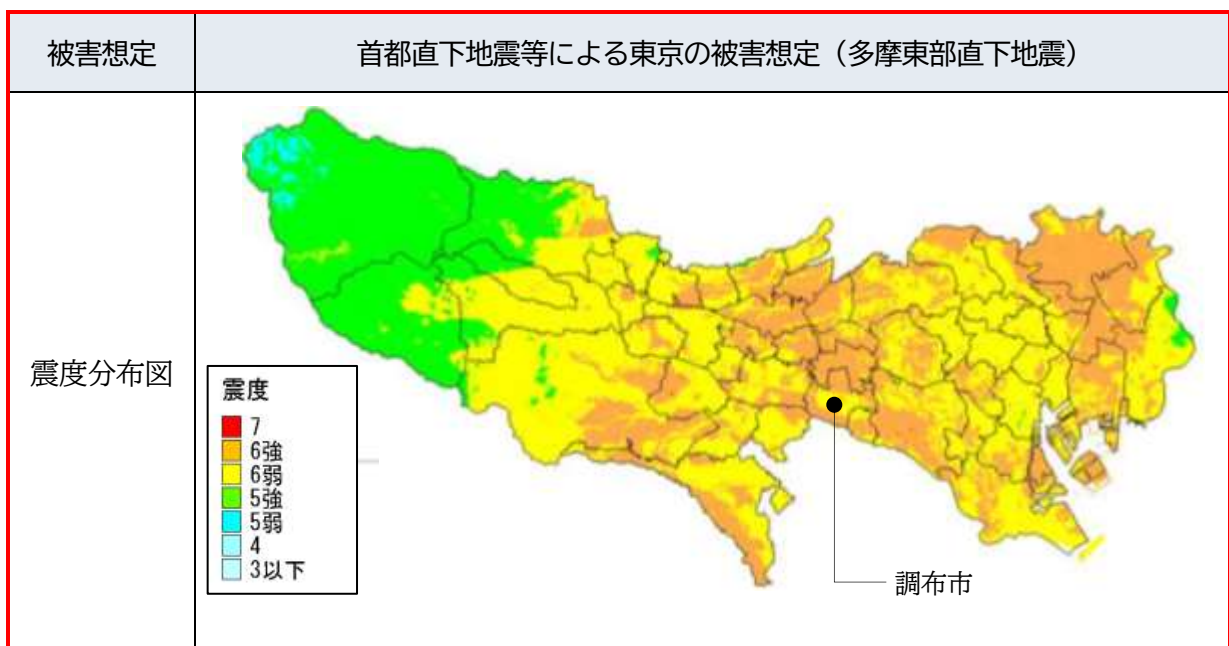 被害想定
首都直下地震等による東京の被害想定（多摩東部直下地震）
震度分布図
震度
7
6強
6弱
5強
5弱
4
3以下
調布市